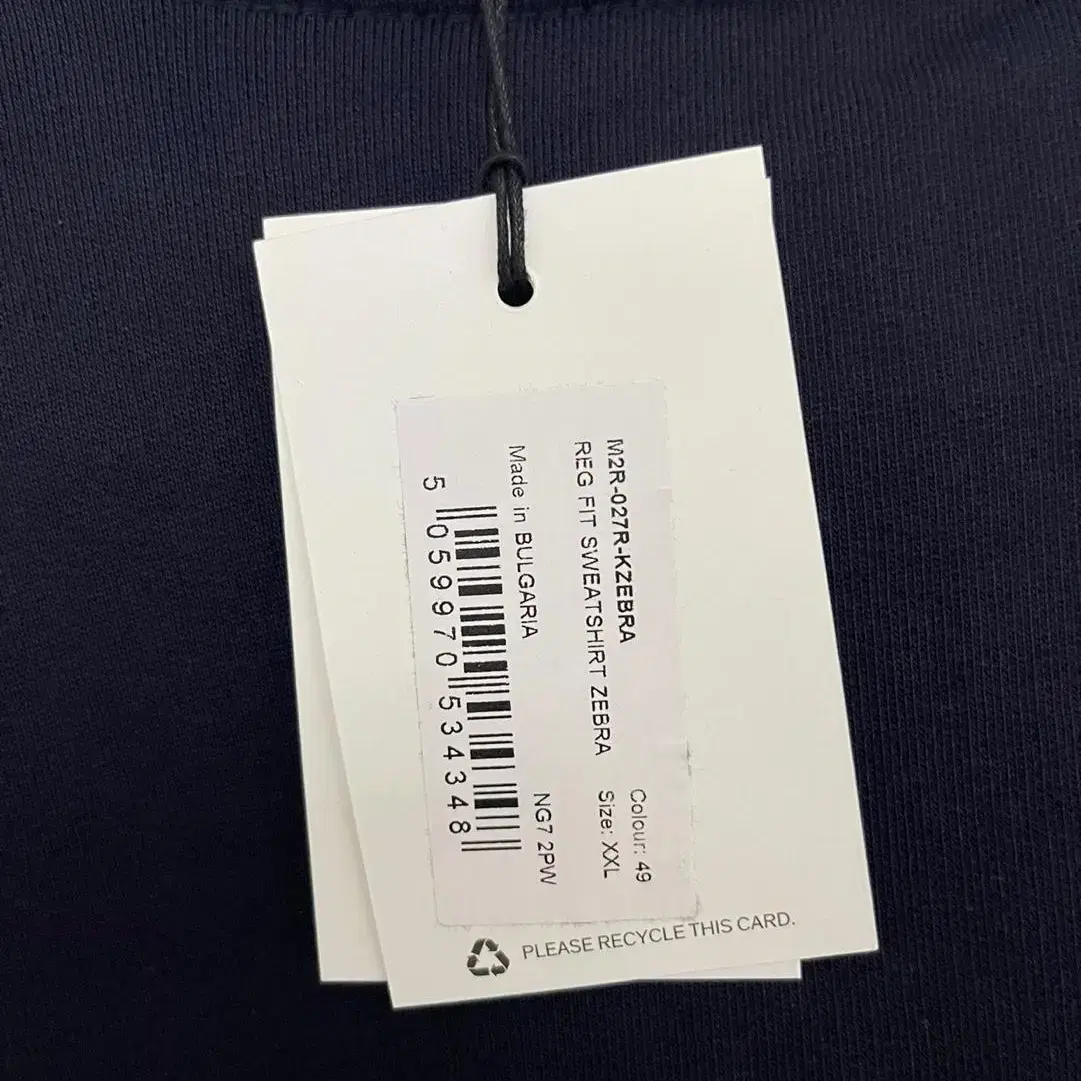 M2R-027R-KZEBRA
Colour: 49
REG FIT SWEATSHIRT ZEBRA
Size: XXL
Made in BULGARIA
NG7 2PW
5 059970 534348
PLEASE RECYCLE THIS CARD.